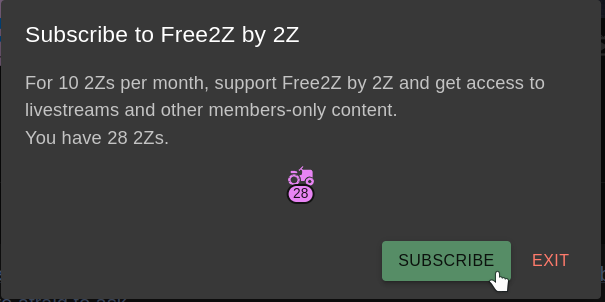 Subscribe to Free2Z by 2Z
For 10 2Zs per month, support Free2Z by 2Z and get access to
livestreams and other members-only content.
You have 28 2Zs.
28
SUBSCRIBE
EXIT